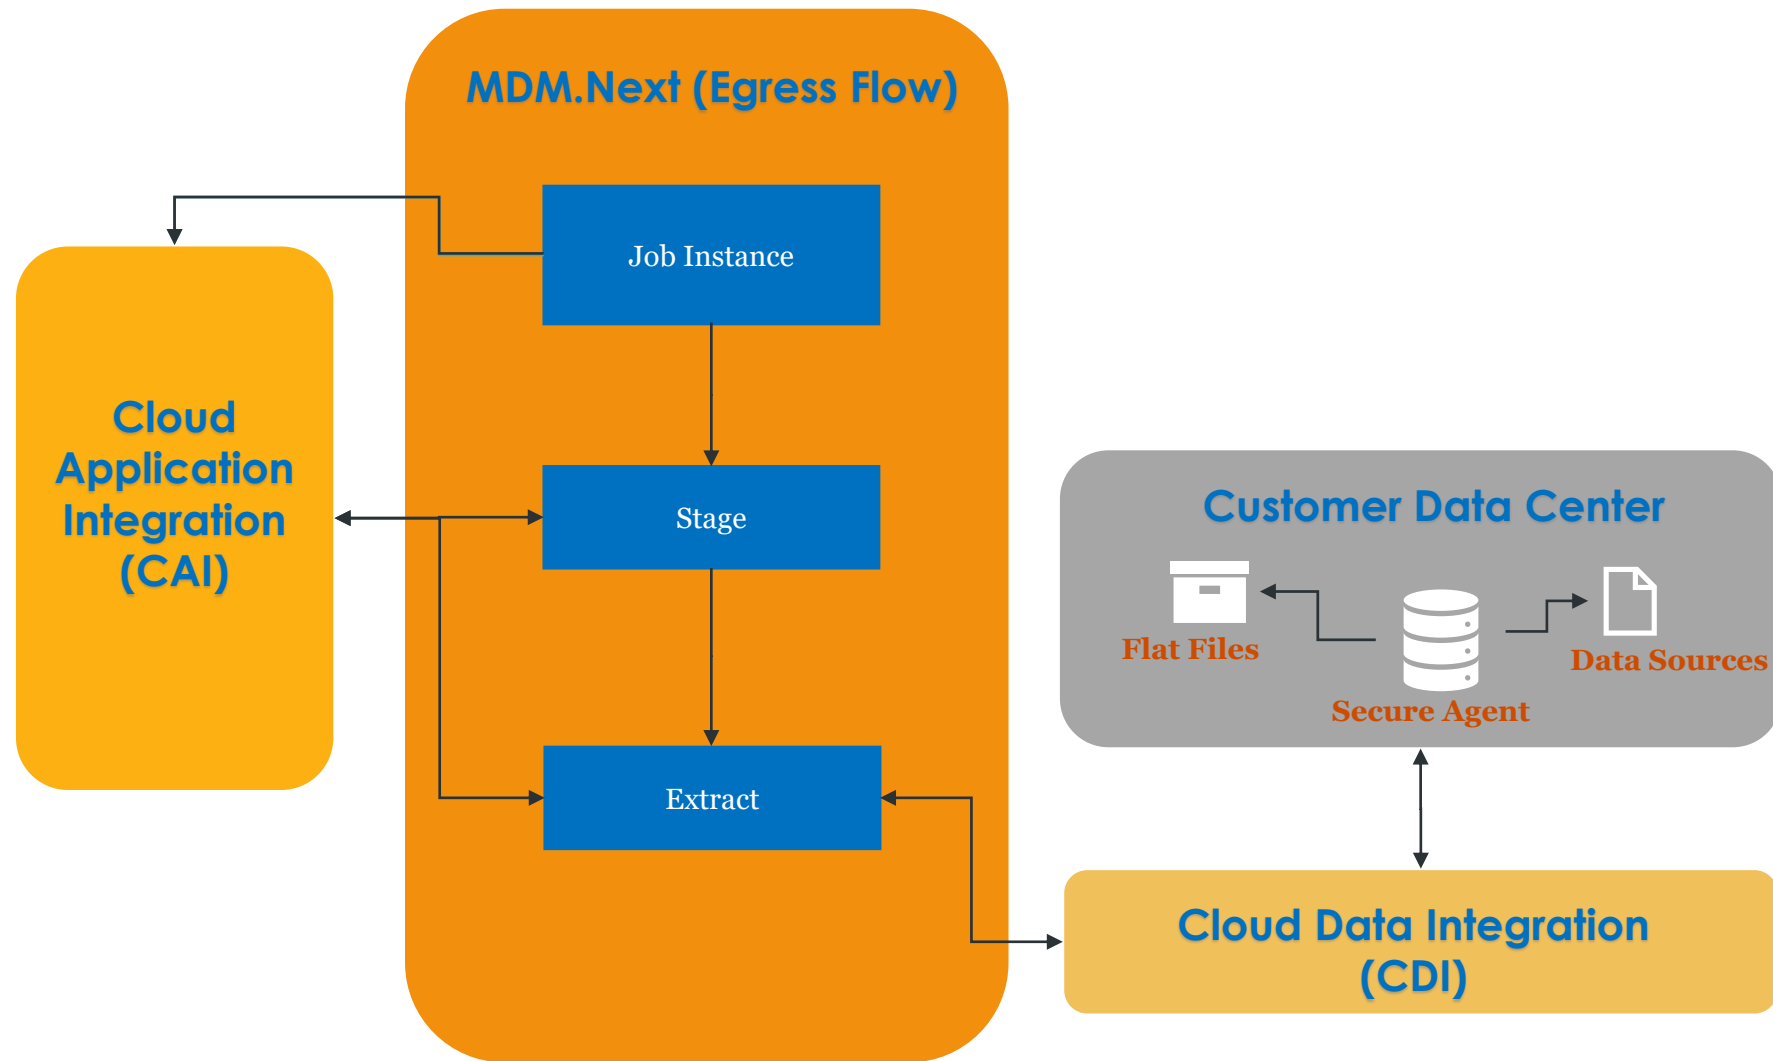 MDM.Next (Egress Flow)
Job Instance
Stage
Extract
Cloud
Application
Integration
(CAI)
Customer Data Center
Flat Files
Secure Agent
Data Sources
Cloud Data Integration
(CDI)